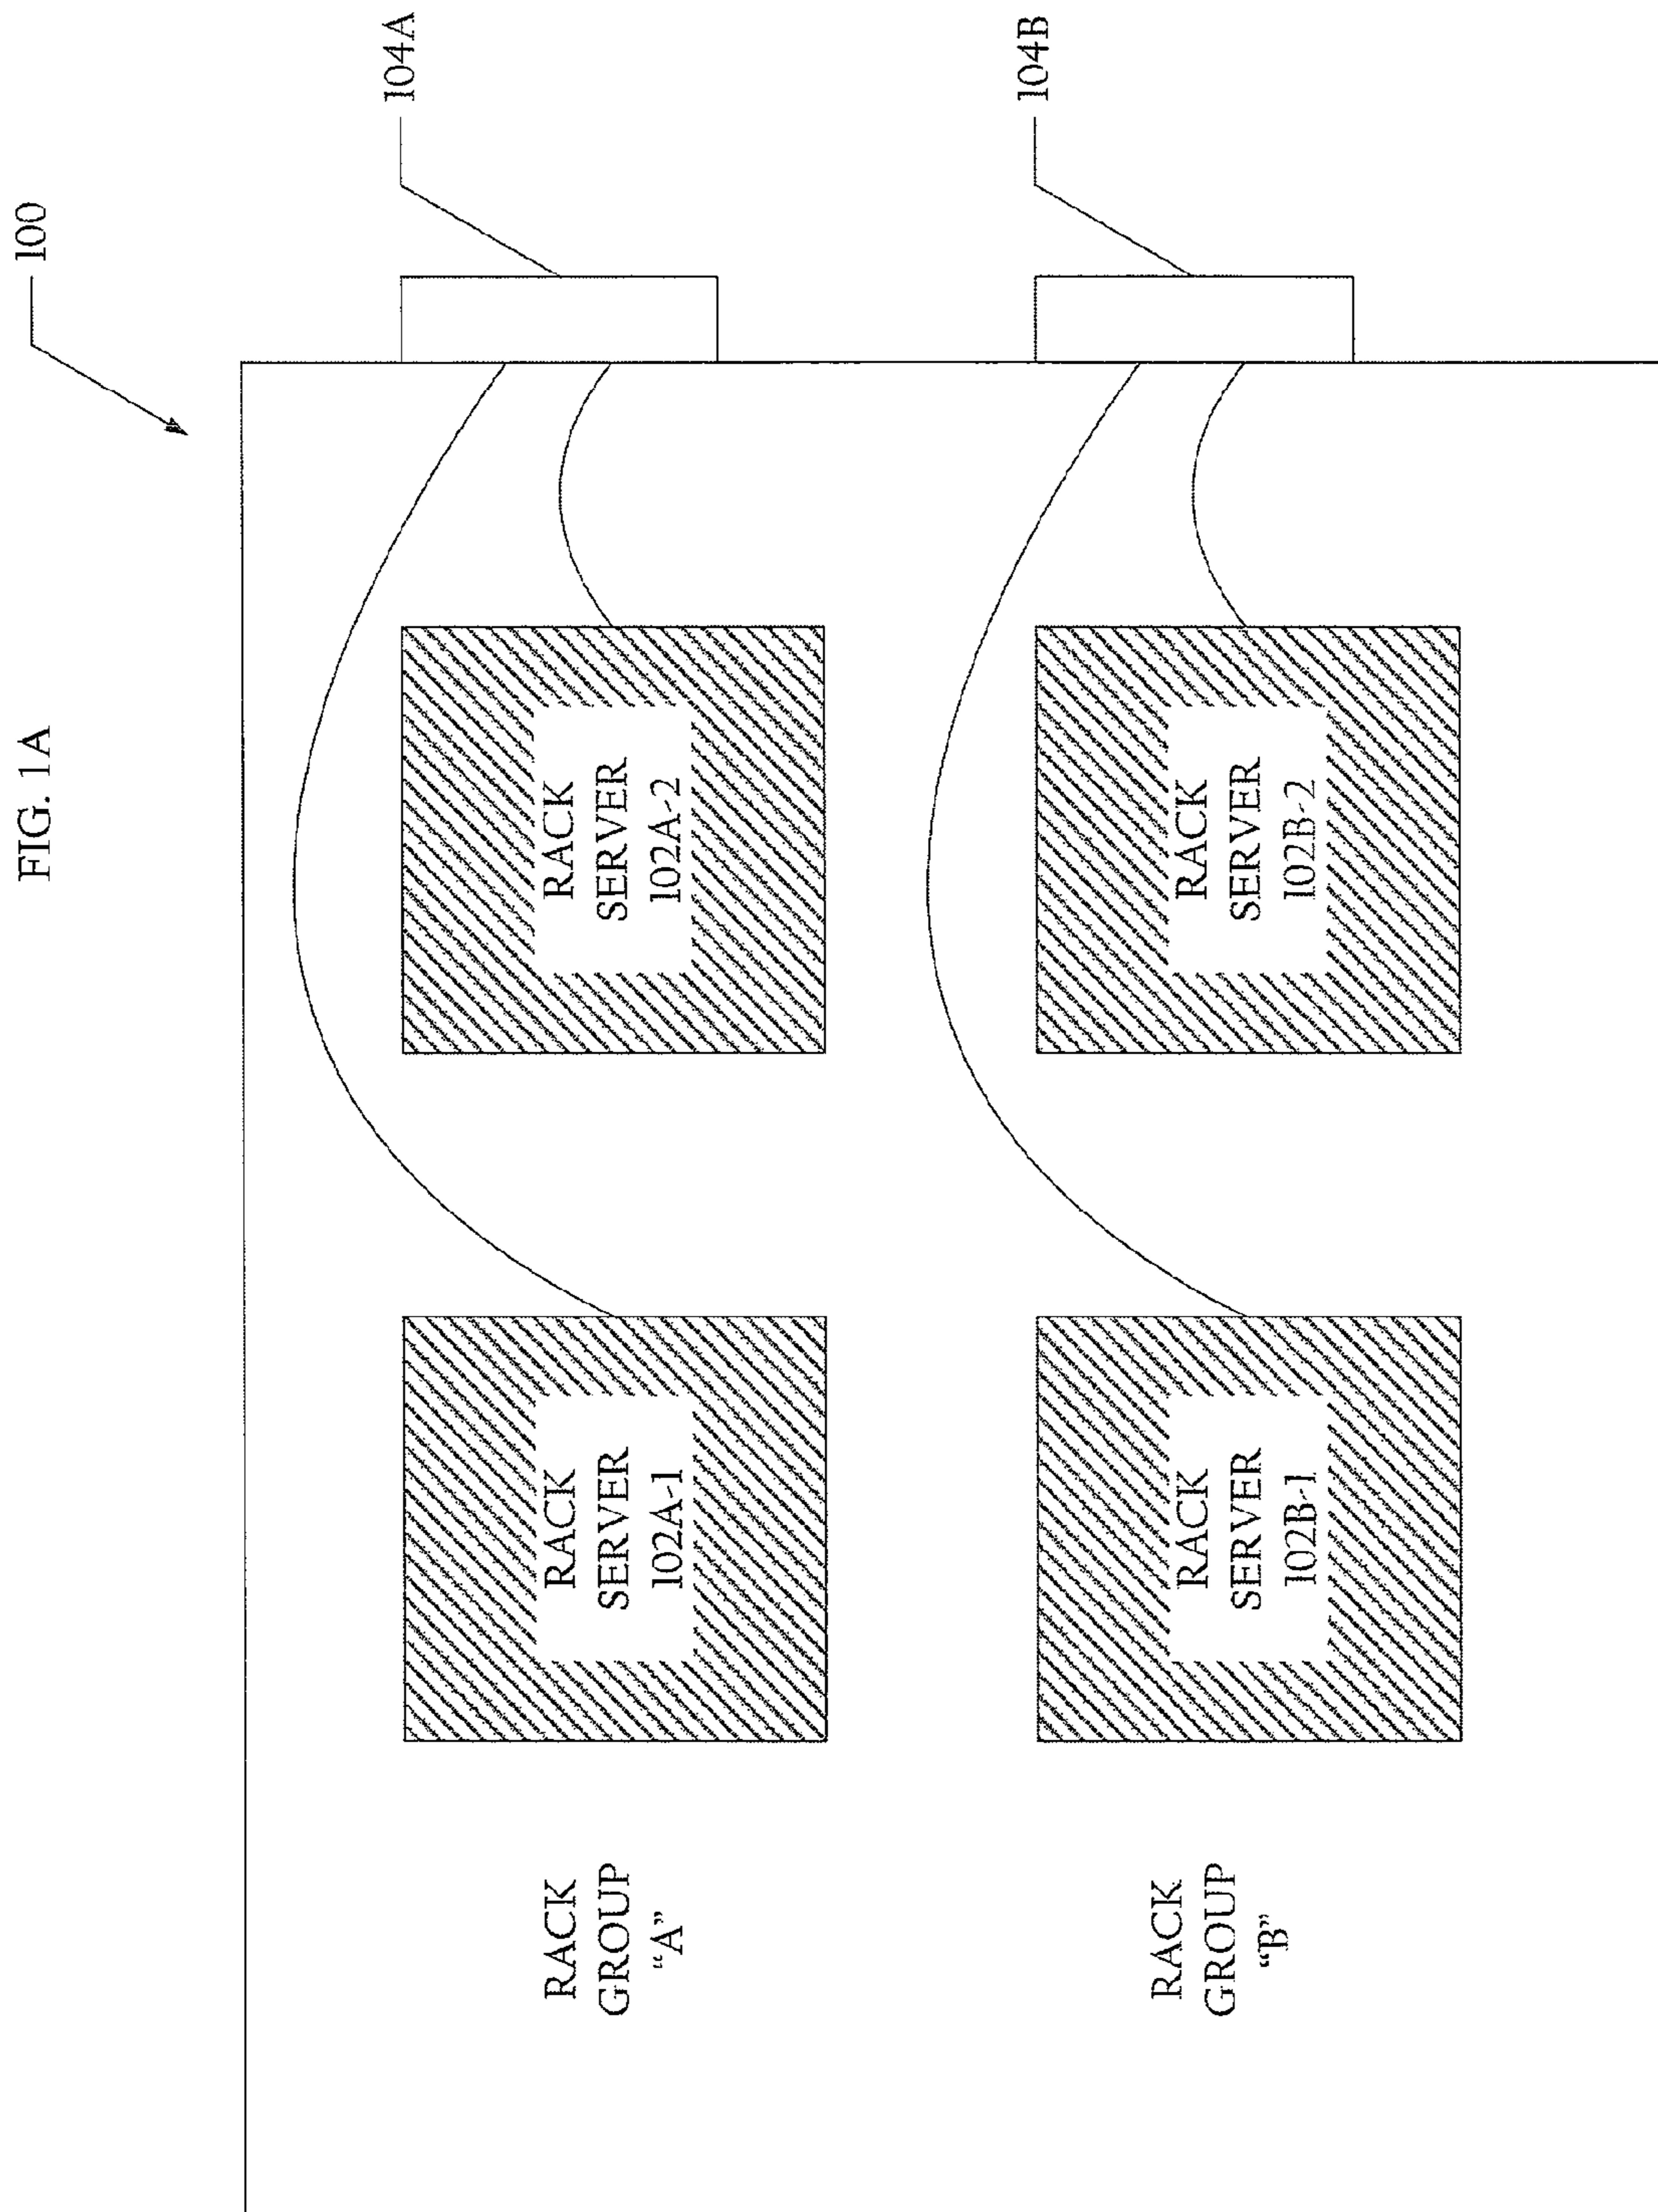 FIG. 1A
100
104A
104B
RACK
SERVER
102A-2
RACK
SERVER
102B-2
RACK
SERVER
102A-1
RACK
SERVER
102B-1
RACK
GROUP
“A”
RACK
GROUP
“B”